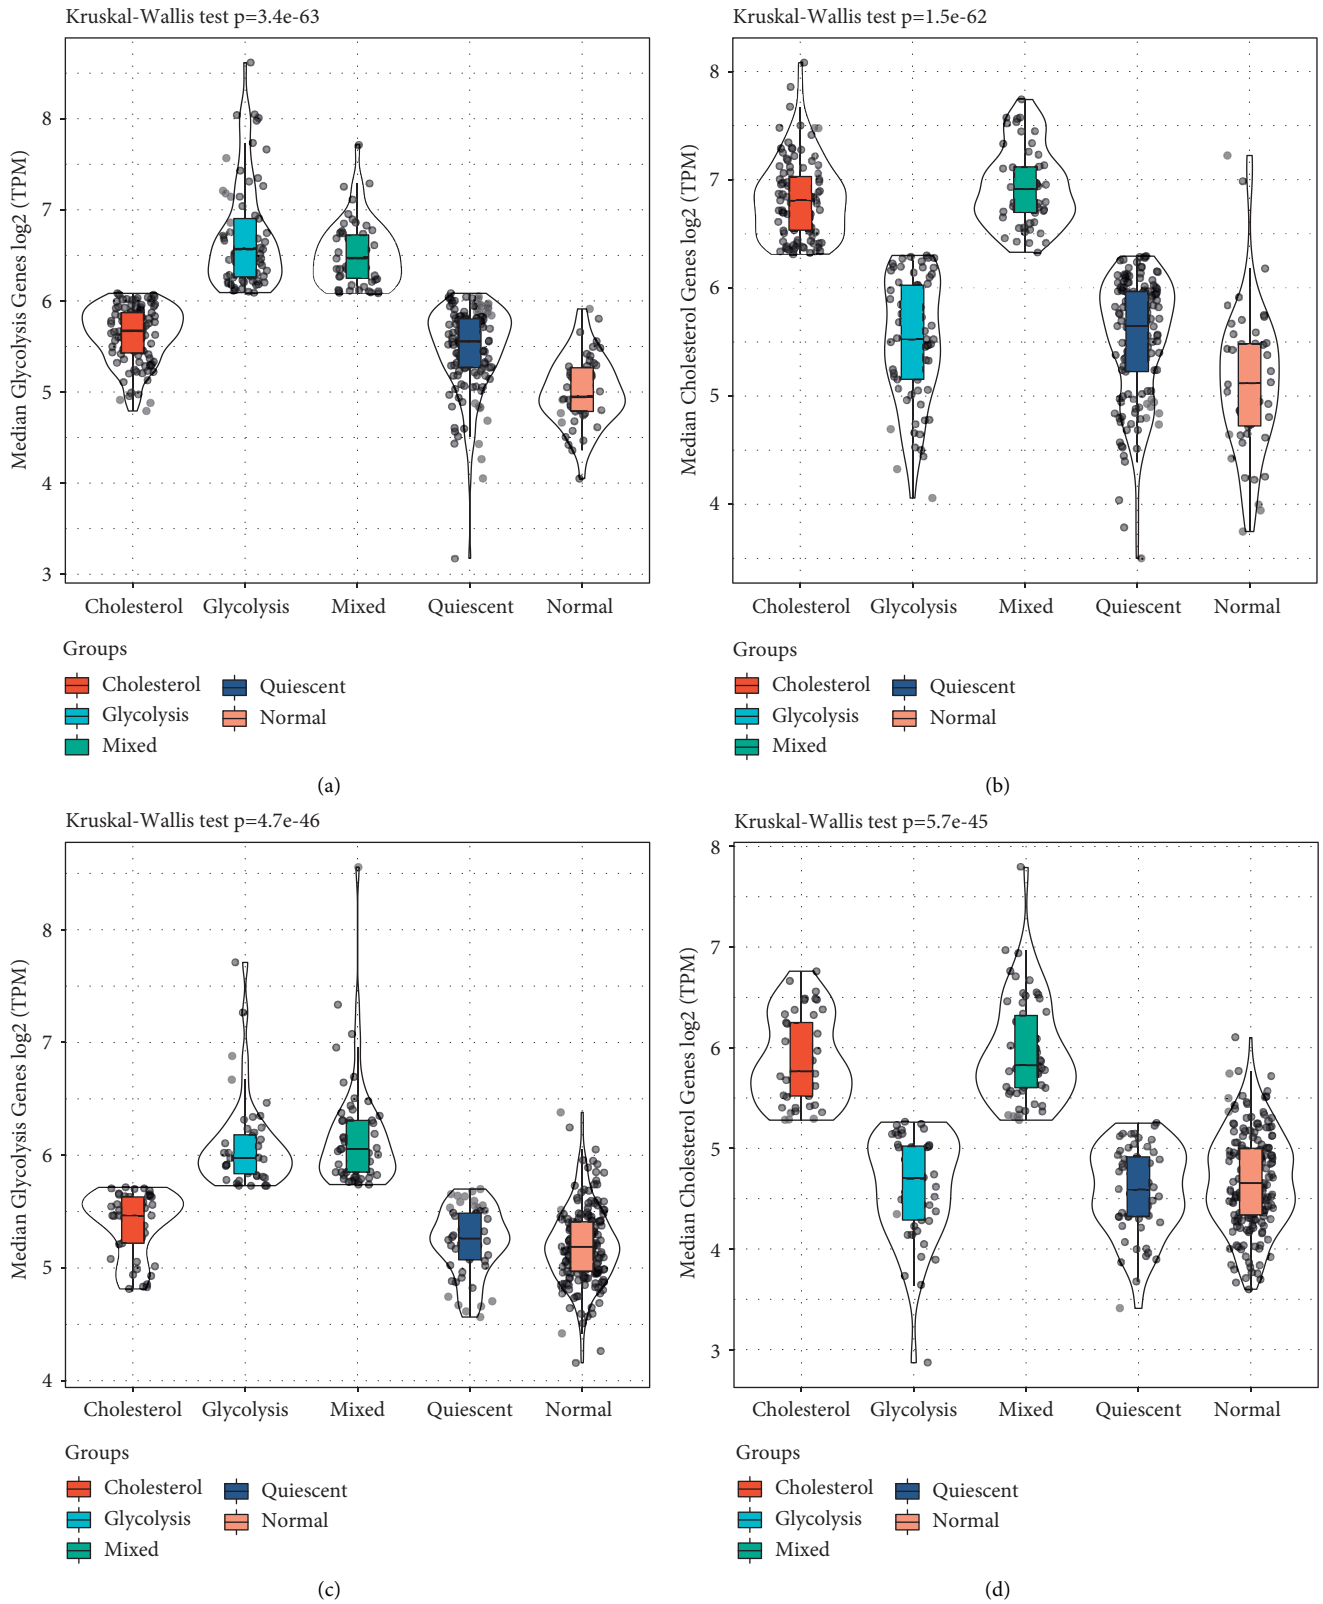 Kruskal-Wallis test p=3.4e-63
Median Glycolysis Genes log2 (TPM)
8
7
6
5
4
3
Cholesterol Glycolysis Mixed Quiescent Normal
Groups
Cholesterol Quiescent
Glycolysis Normal
Mixed
(a)
Kruskal-Wallis test p=1.5e-62
Median Cholesterol Genes log2 (TPM)
8
7
6
5
4
Cholesterol Glycolysis Mixed Quiescent Normal
Groups
Cholesterol Quiescent
Glycolysis Normal
Mixed
(b)
Kruskal-Wallis test p=4.7e-46
Median Glycolysis Genes log2 (TPM)
8
7
6
5
4
Cholesterol Glycolysis Mixed Quiescent Normal
Groups
Cholesterol Quiescent
Glycolysis Normal
Mixed
(c)
Kruskal-Wallis test p=5.7e-45
Median Cholesterol Genes log2 (TPM)
8
7
6
5
4
3
Cholesterol Glycolysis Mixed Quiescent Normal
Groups
Cholesterol Quiescent
Glycolysis Normal
Mixed
(d)